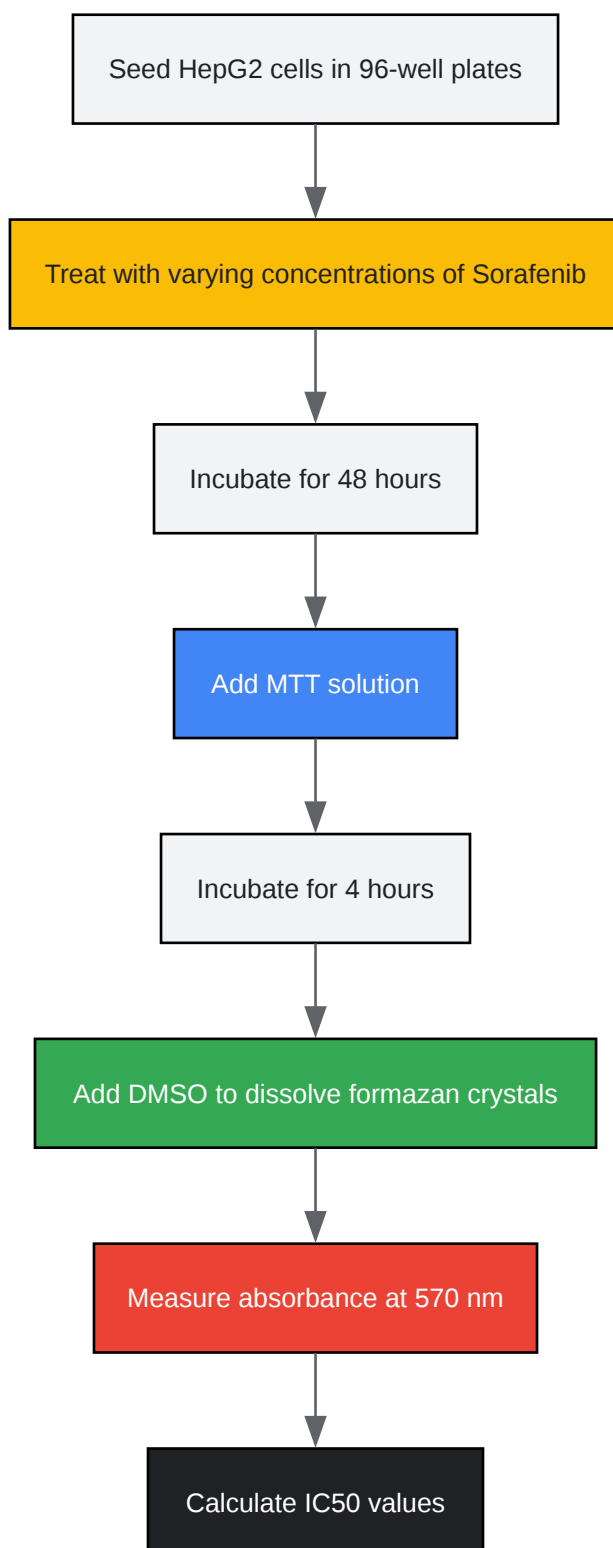 Seed HepG2 cells in 96-well plates
Treat with varying concentrations of Sorafenib
Incubate for 48 hours
Add MTT solution
Incubate for 4 hours
Add DMSO to dissolve formazan crystals
Measure absorbance at 570 nm
Calculate IC50 values